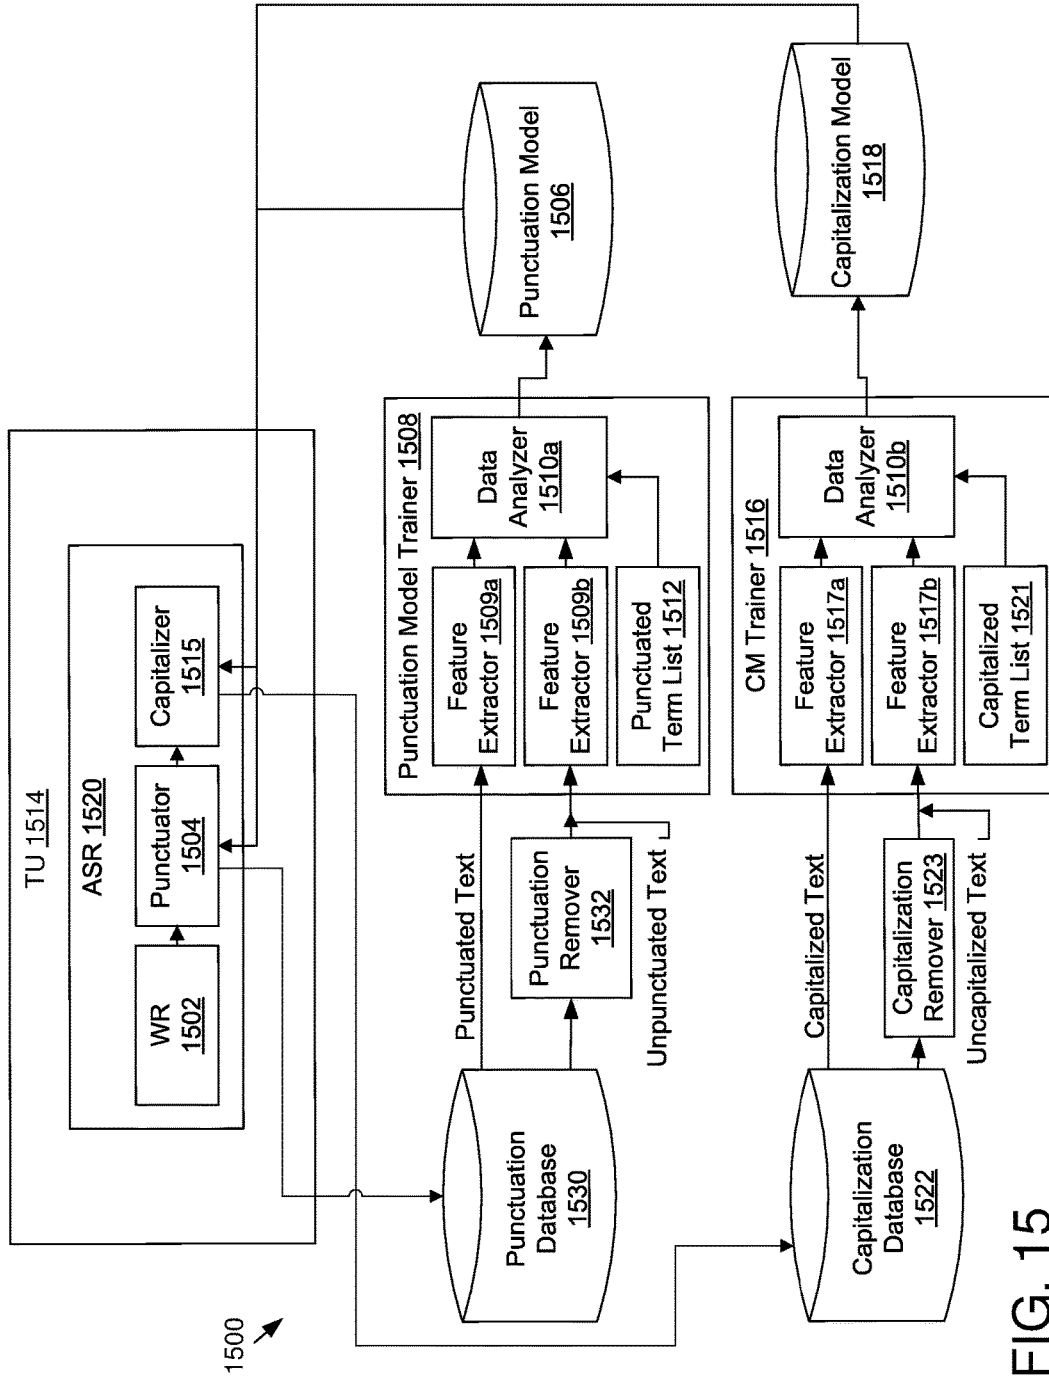 1500
TU 1514
ASR 1520
WR
1502
Punctuator
1504
Capitalizer
1515
Punctuation
Database
1530
Punctuated Text
Punctuation
Remover
1532
Unpunctuated Text
Punctuation Model Trainer 1508
Feature
Extractor 1509a
Feature
Extractor 1509b
Punctuated
Term List 1512
Data
Analyzer
1510a
Punctuation Model
1506
Capitalization
Database
1522
Capitalized Text
Capitalization
Remover 1523
Uncapitalized Text
CM Trainer 1516
Feature
Extractor 1517a
Feature
Extractor 1517b
Capitalized
Term List 1521
Data
Analyzer
1510b
Capitalization Model
1518
FIG. 15